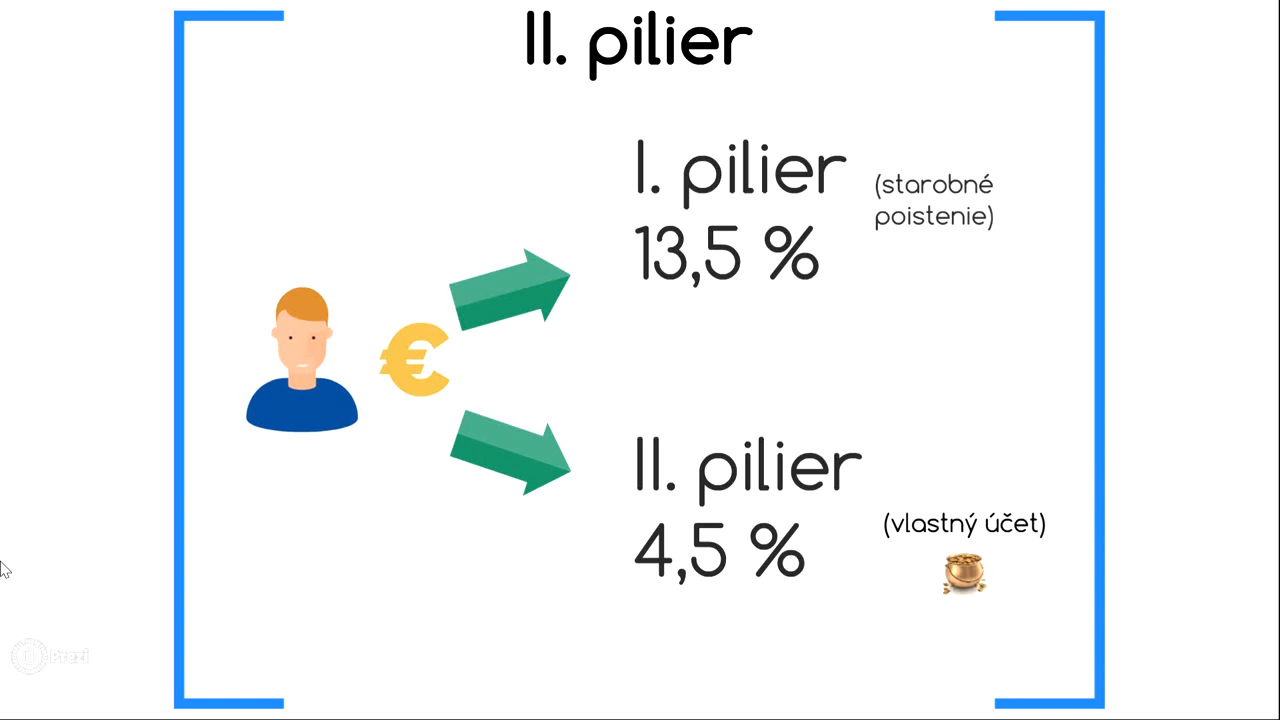 II. pilier
I. pilier
13,5 %
(starobné
poistenie)
II. pilier
4,5 %
(vlastný účet)
Prezi